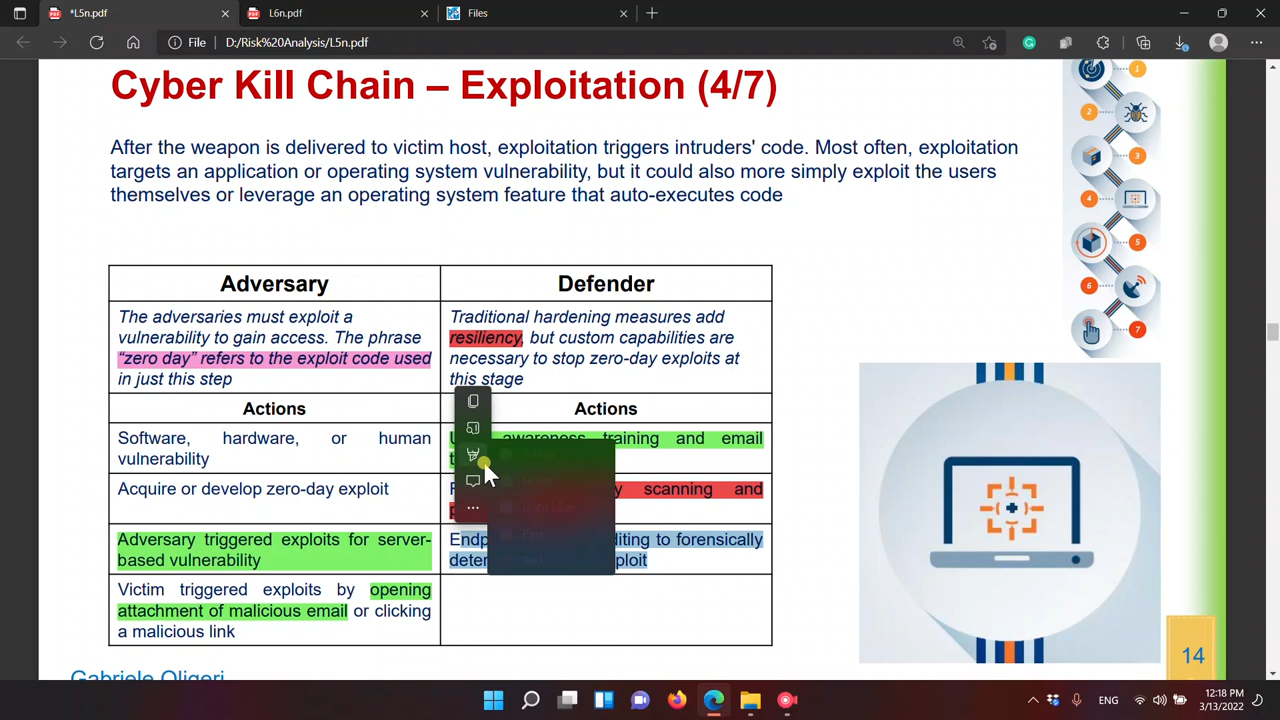 *L5n.pdf
L6n.pdf
Files
File
D:/Risk%20Analysis/L5n.pdf
Cyber Kill Chain – Exploitation (4/7)
After the weapon is delivered to victim host, exploitation triggers intruders' code. Most often, exploitation
targets an application or operating system vulnerability, but it could also more simply exploit the users
themselves or leverage an operating system feature that auto-executes code
1
2
3
4
5
6
7
Adversary
Defender
The adversaries must exploit a
vulnerability to gain access. The phrase
“zero day” refers to the exploit code used
in just this step
Traditional hardening measures add
resiliency, but custom capabilities are
necessary to stop zero-day exploits at
this stage
Actions
Actions
Software, hardware, or human
vulnerability
awareness training and email
Acquire or develop zero-day exploit
scanning and
Adversary triggered exploits for server-
based vulnerability
to forensically
Victim triggered exploits by opening
attachment of malicious email or clicking
a malicious link
Gabriele Oligeri
14
ENG
12:18 PM
3/13/2022